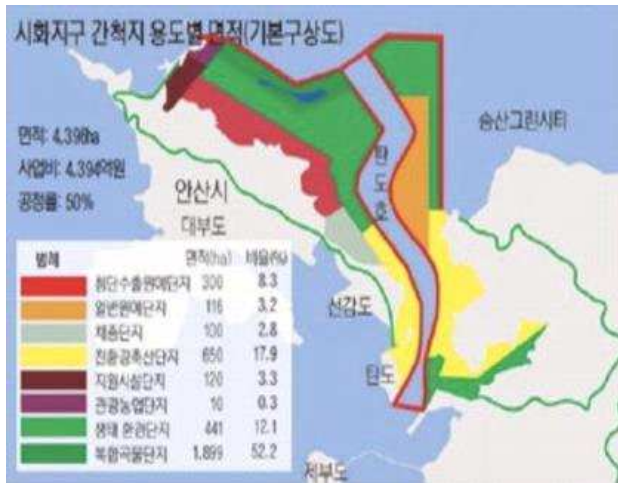 시화지구 간척지 용도별 면적(기본구상도)
면적: 4,396ha
사업비: 4,394억원
공정률: 50%
송산그린시티
안산시
대부도
탄도호
선감도
탄도
제부도
범례 면적(ha) 비율(%)
첨단수출원예단지 300 8.3
일반원예단지 116 3.2
채종단지 100 2.8
친환경축산단지 650 17.9
지원시설단지 120 3.3
관광농업단지 10 0.3
생태 환경단지 441 12.1
복합곡물단지 1,899 52.2